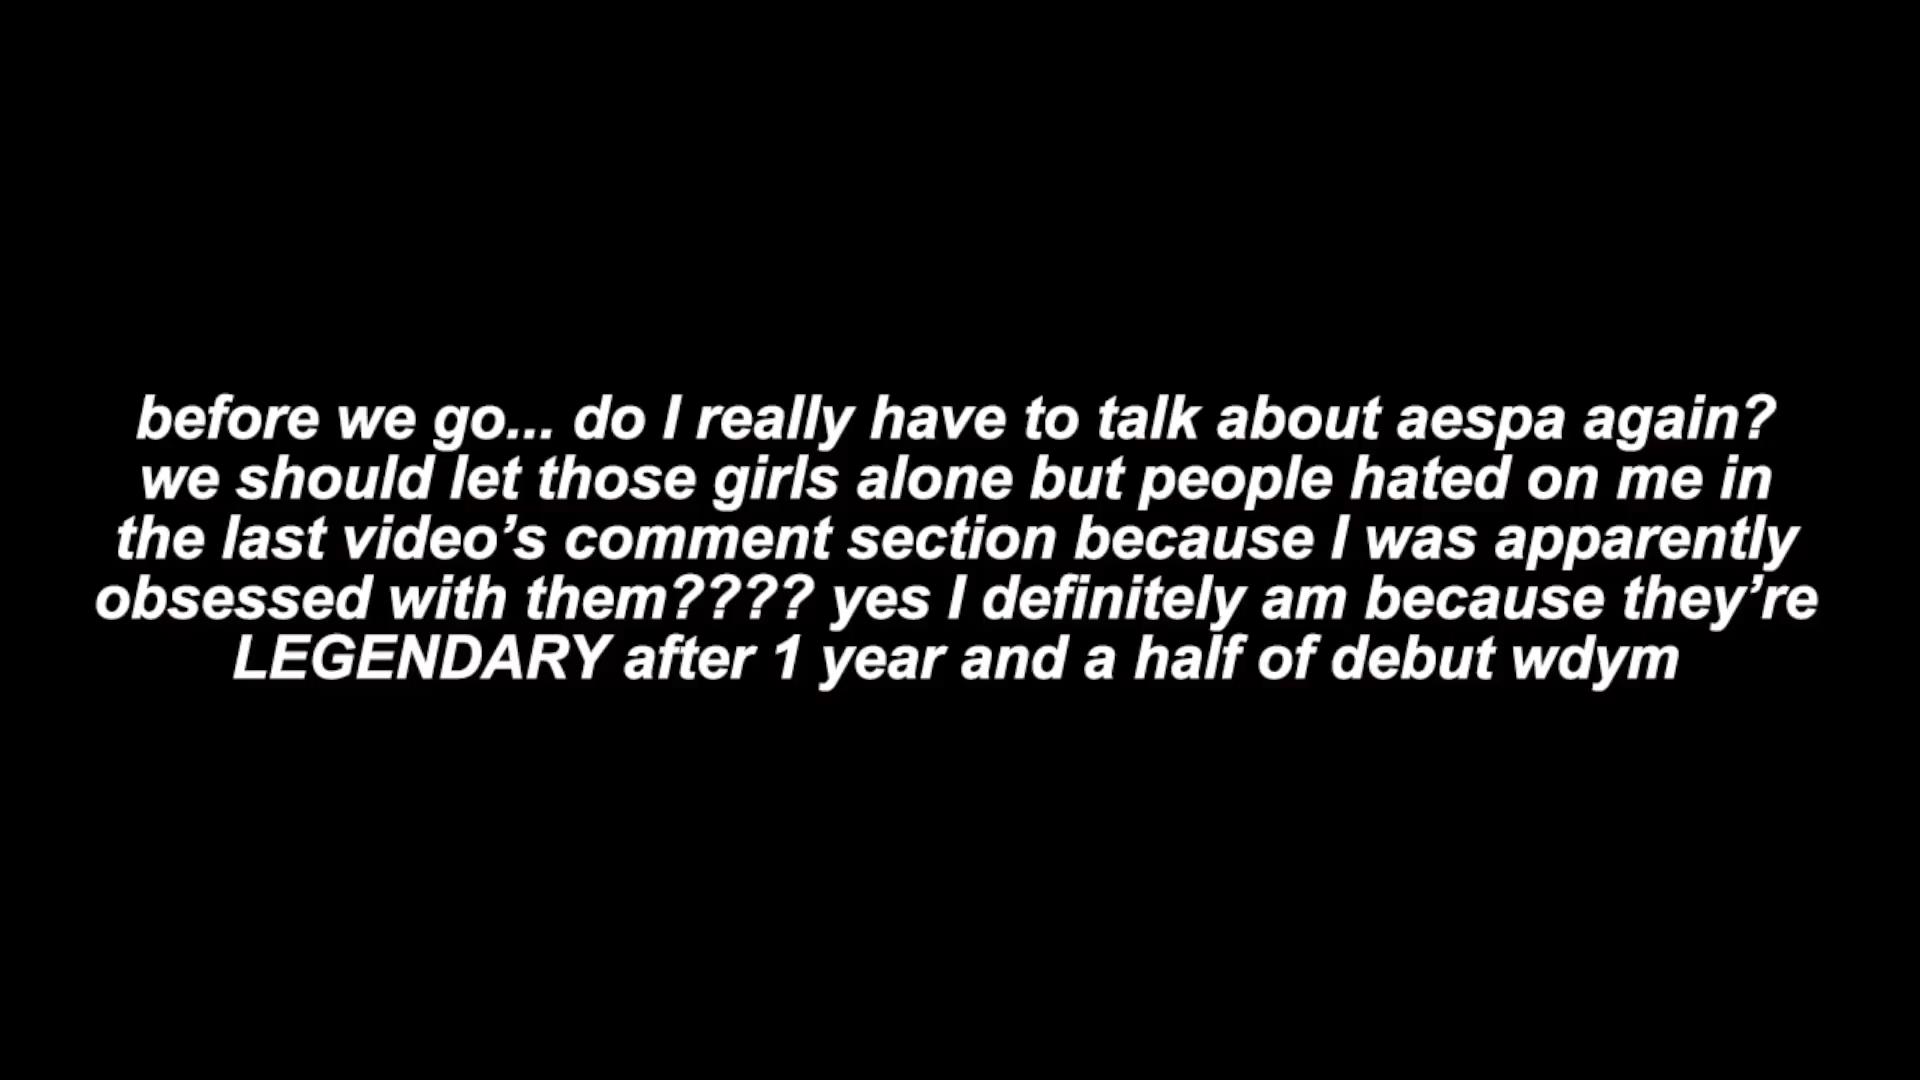 before we go... do I really have to talk about aespa again?
we should let those girls alone but people hated on me in
the last video’s comment section because I was apparently
obsessed with them???? yes I definitely am because they’re
LEGENDARY after 1 year and a half of debut wdym